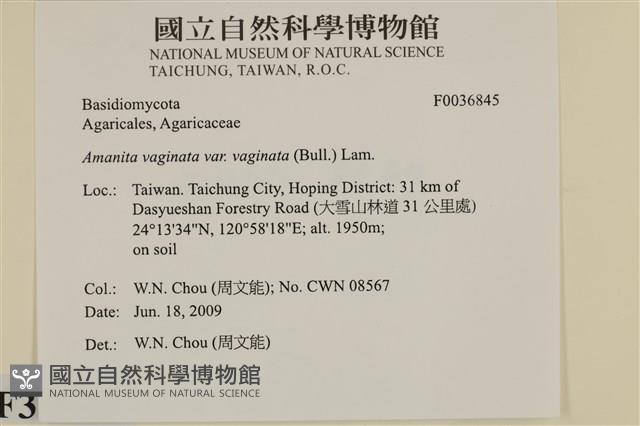 國立自然科學博物館
NATIONAL MUSEUM OF NATURAL SCIENCE
TAICHUNG, TAIWAN, R.O.C.
Basidiomycota F0036845
Agaricales, Agaricaceae
Amanita vaginata var. vaginata (Bull.) Lam.
Loc.: Taiwan. Taichung City, Hoping District: 31 km of
Dasyueshan Forestry Road (大雪山林道 31 公里處)
24°13'34"N, 120°58'18"E; alt. 1950m;
on soil
Col.: W.N. Chou (周文能); No. CWN 08567
Date: Jun. 18, 2009
Det.: W.N. Chou (周文能)
國立自然科學博物館
NATIONAL MUSEUM OF NATURAL SCIENCE
F3